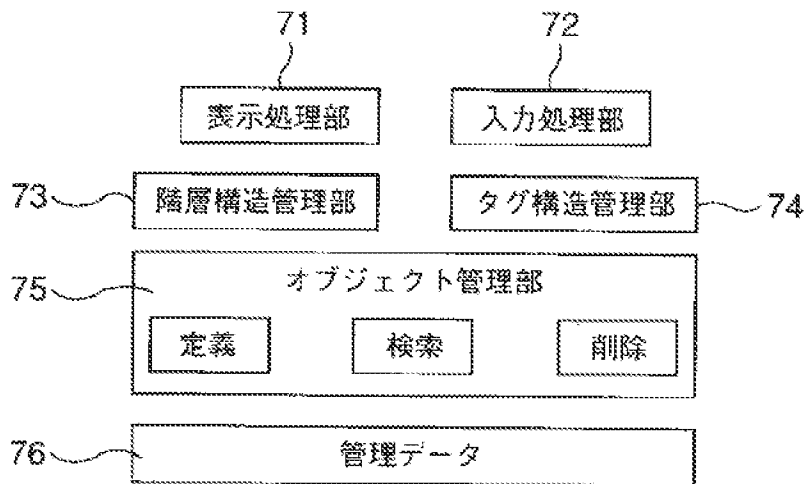 71 72
表示処理部 入力処理部
73 階層構造管理部 タグ構造管理部 74
75 オブジェクト管理部
定義 検索 削除
76 管理データ